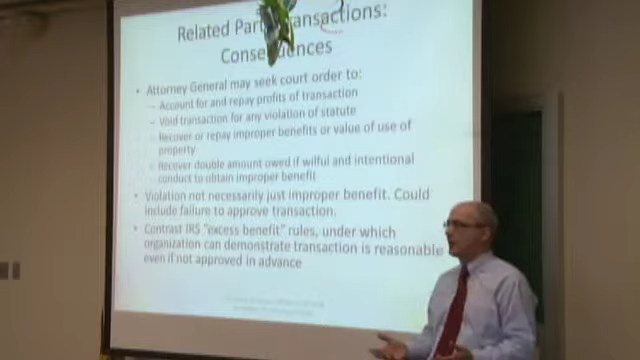 Related Party Transactions:
Consequences
• Attorney General may seek court order to:
– Account for and repay profits of transaction
– Void transaction for any violation of statute
– Recover or repay improper benefits or value of use of
property
– Recover double amount owed if wilful and intentional
conduct to obtain improper benefit
• Violation not necessarily just improper benefit. Could
include failure to approve transaction.
• Contrast IRS “excess benefit” rules, under which
organization can demonstrate transaction is reasonable
even if not approved in advance